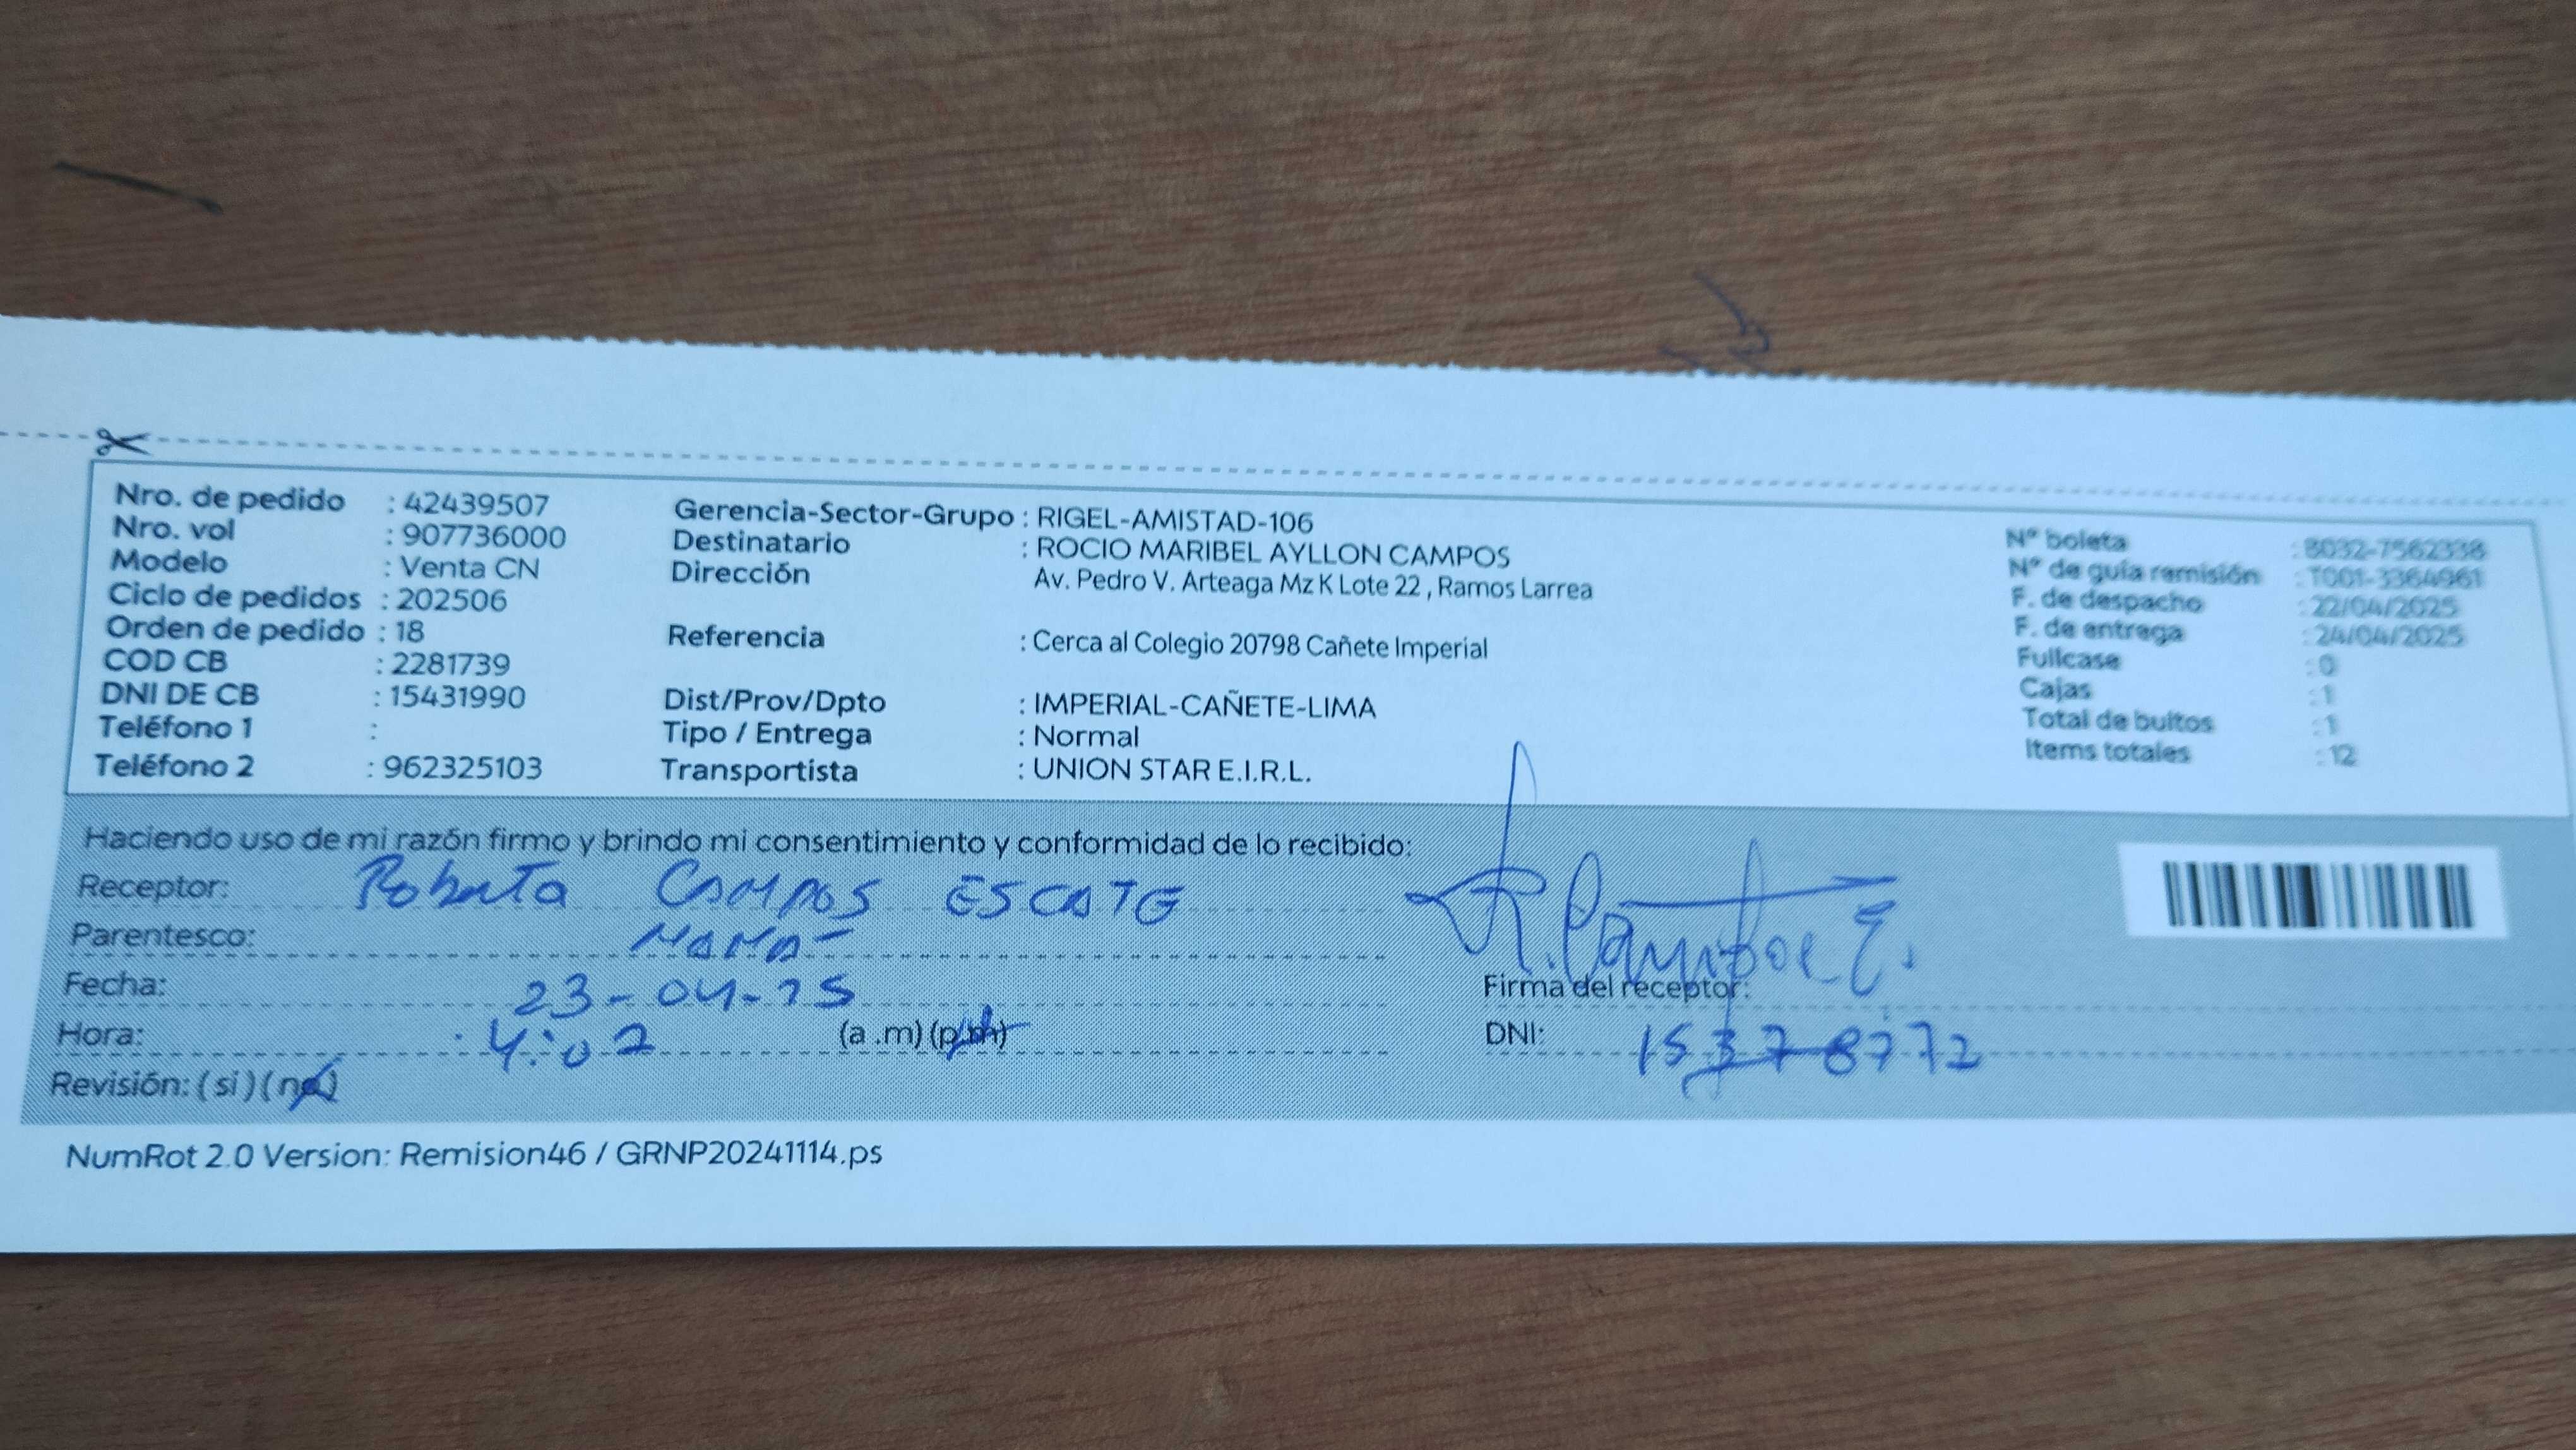 Nro. de pedido : 42439507
Nro. vol : 907736000
Modelo : Venta CN
Ciclo de pedidos : 202506
Orden de pedido : 18
COD CB : 2281739
DNI DE CB : 15431990
Teléfono 1 :
Teléfono 2 : 962325103
Gerencia-Sector-Grupo : RIGEL-AMISTAD-106
Destinatario : ROCIO MARIBEL AYLLON CAMPOS
Dirección Av. Pedro V. Arteaga Mz K Lote 22 , Ramos Larrea
Referencia : Cerca al Colegio 20798 Cañete Imperial
Dist/Prov/Dpto : IMPERIAL-CAÑETE-LIMA
Tipo / Entrega : Normal
Transportista : UNION STAR E.I.R.L.
N° boleta : B032-7562338
N° de guía remisión : T001-3364961
F. de despacho : 22/04/2025
F. de entrega : 24/04/2025
Fullcase : 0
Cajas : 1
Total de bultos : 1
Items totales : 12
Haciendo uso de mi razón firmo y brindo mi consentimiento y conformidad de lo recibido:
Receptor: Roberta CAMPOS ESCATE
Parentesco: MAMA
Fecha: 23-04-25
Hora: 4:02 (a .m) (p.m)
Revisión: ( si ) ( no )
R. Campos E.
Firma del receptor:
DNI: 15378772
NumRot 2.0 Version: Remision46 / GRNP20241114.ps